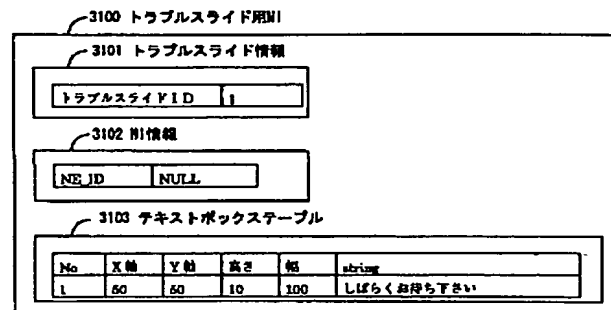 3100 トラブルスライド用NI
3101 トラブルスライド情報
トラブルスライドID 1
3102 NI情報
NE_ID NULL
3103 テキストボックステーブル
No X軸 Y軸 高さ 幅 string
1 50 50 10 100 しばらくお待ち下さい